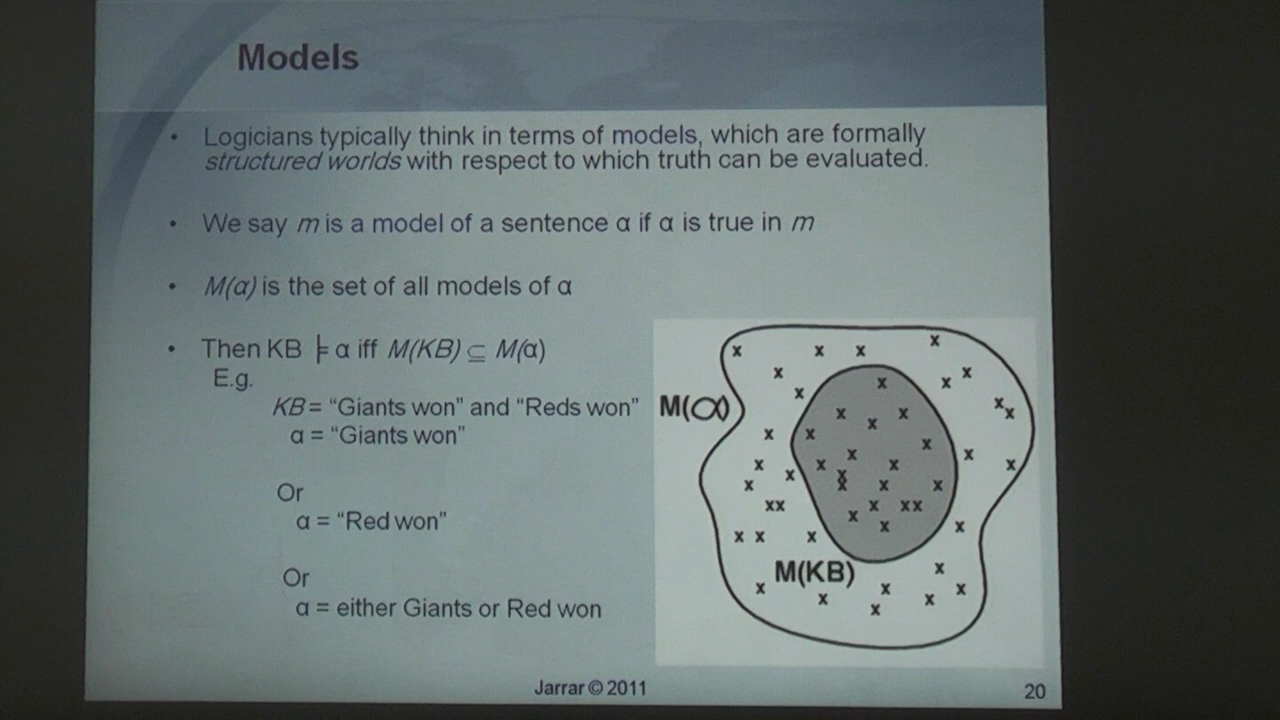 Models
• Logicians typically think in terms of models, which are formally
structured worlds with respect to which truth can be evaluated.
• We say m is a model of a sentence α if α is true in m
• M(α) is the set of all models of α
• Then KB ╞ α iff M(KB) ⊆ M(α)
E.g.
KB = “Giants won” and “Reds won”
α = “Giants won”
Or
α = “Red won”
Or
α = either Giants or Red won
M(α)
M(KB)
Jarrar © 2011
20